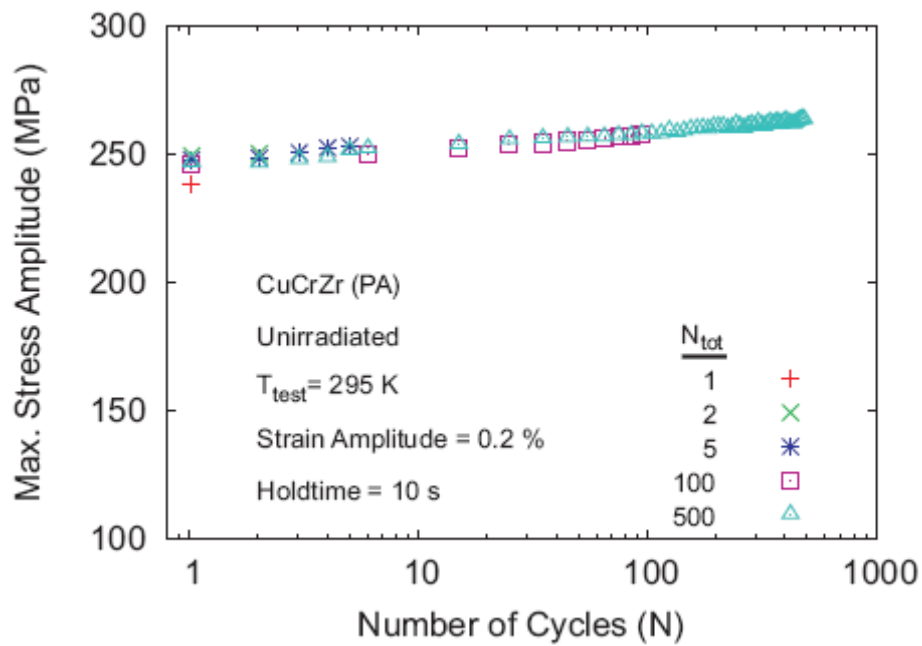 300
250
200
150
100
Max. Stress Amplitude (MPa)
CuCrZr (PA)
Unirradiated
T_test= 295 K
Strain Amplitude = 0.2 %
Holdtime = 10 s
N_tot
1
2
5
100
500
1 10 100 1000
Number of Cycles (N)